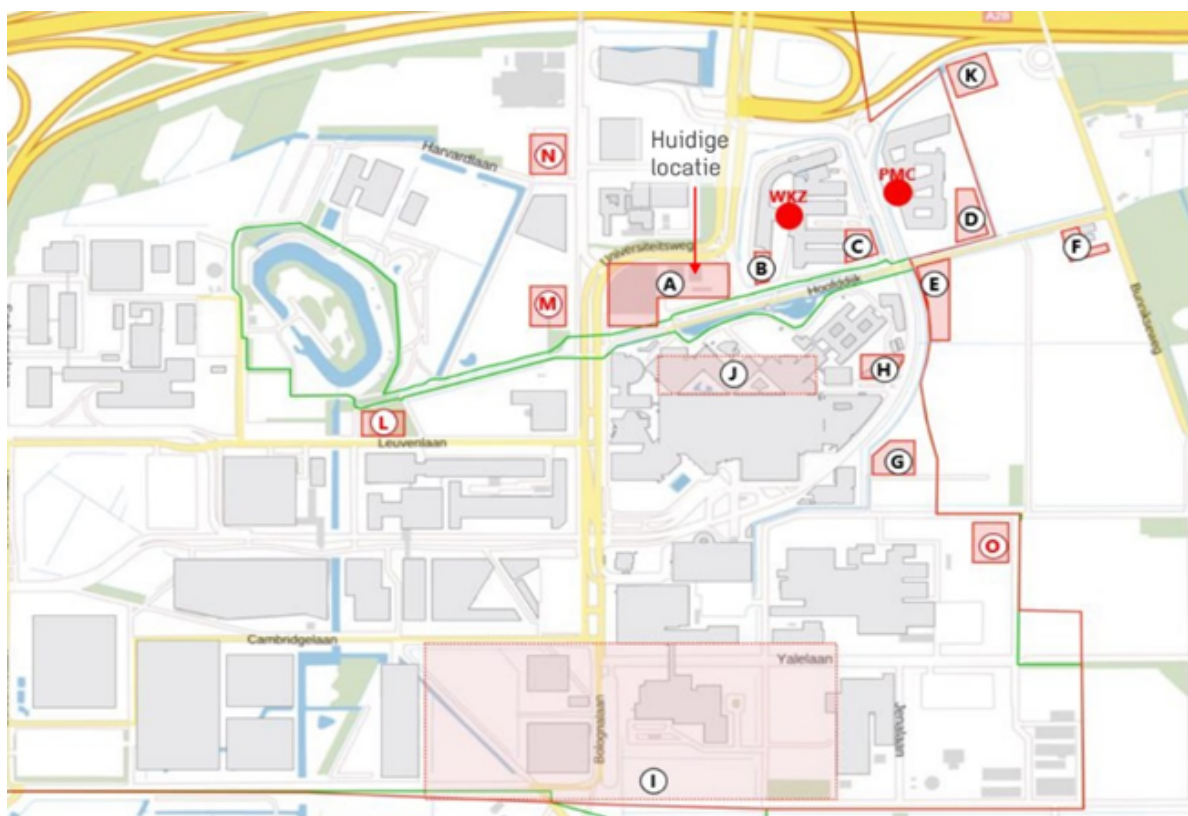 A28
K
Huidige
locatie
Harvardlaan
N
PMC
WKZ
D
Universiteitsweg
C
F
B
A
Hoofddijk
E
M
Bunnikseweg
J
H
L
Leuvenlaan
G
O
Cambridgelaan
Yalelaan
Bolognalaan
Jenalaan
I